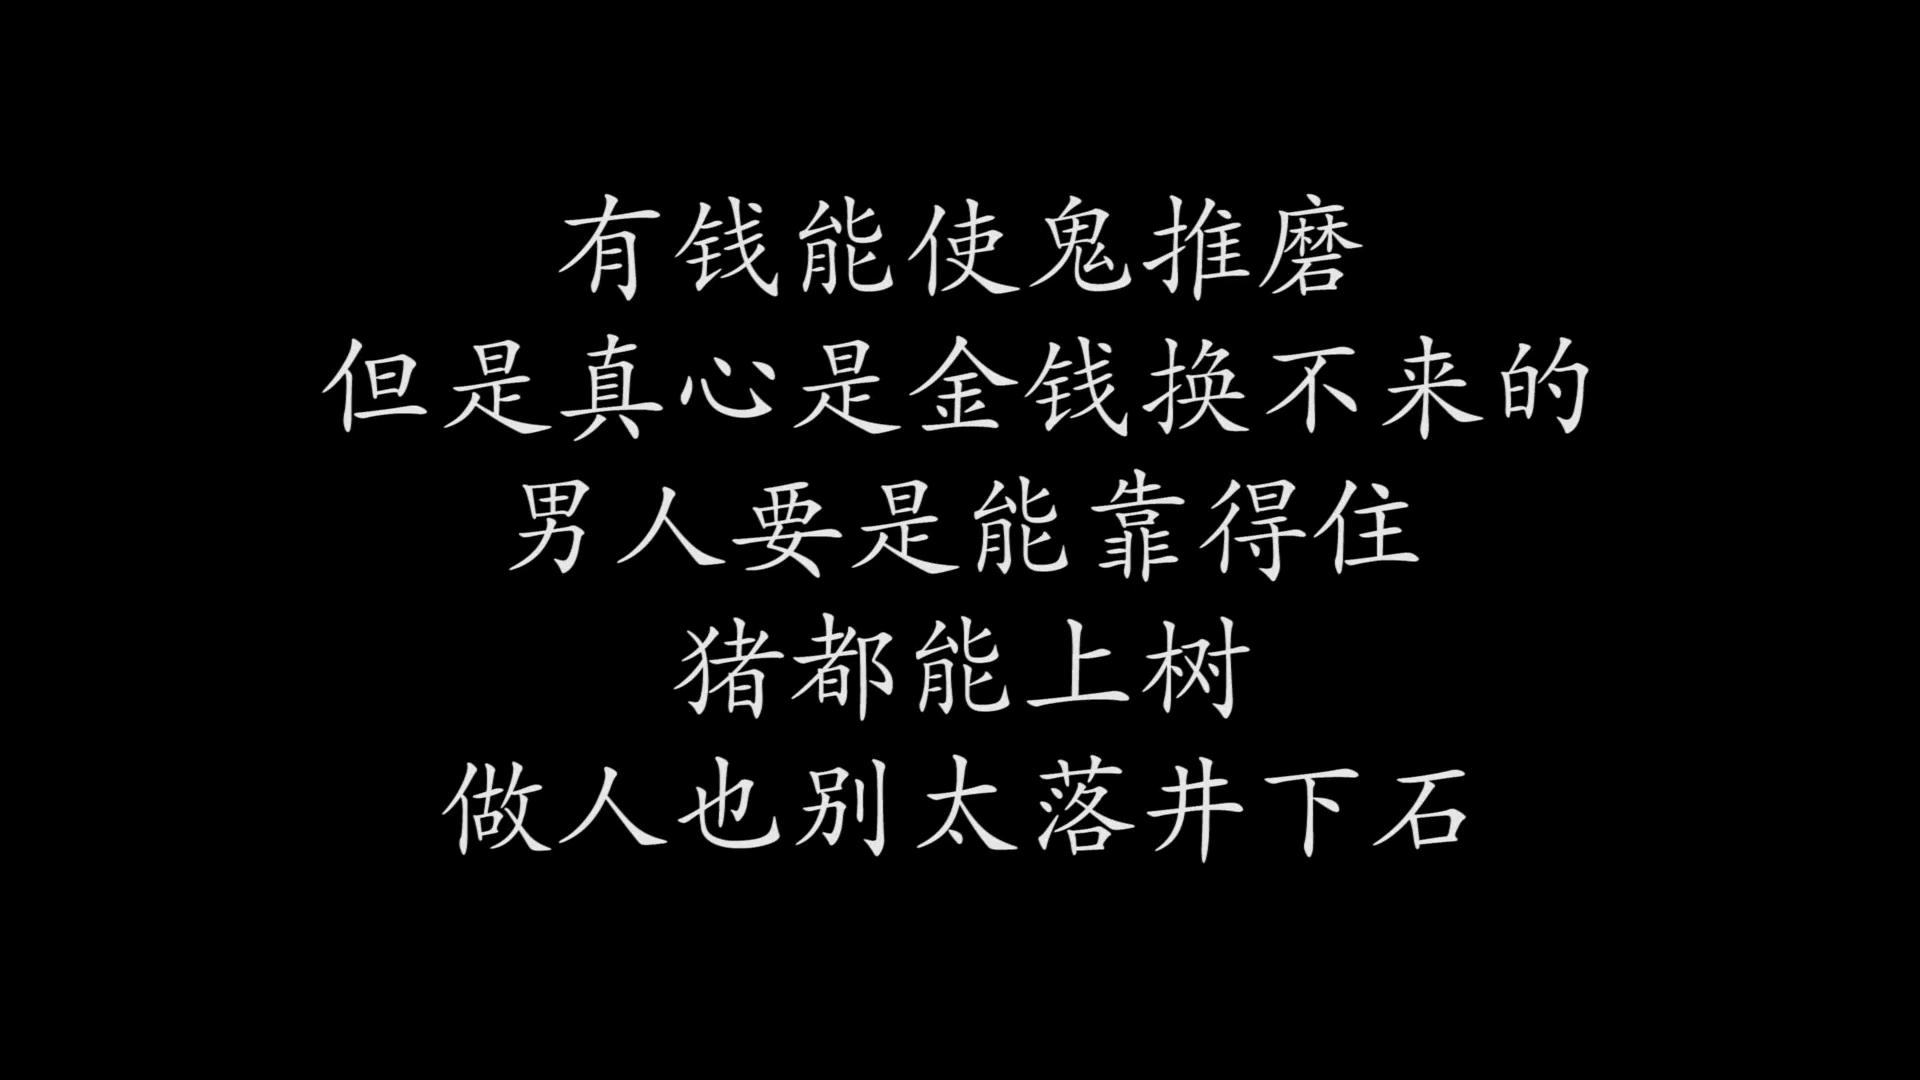 有钱能使鬼推磨
但是真心是金钱换不来的
男人要是能靠得住
猪都能上树
做人也别太落井下石